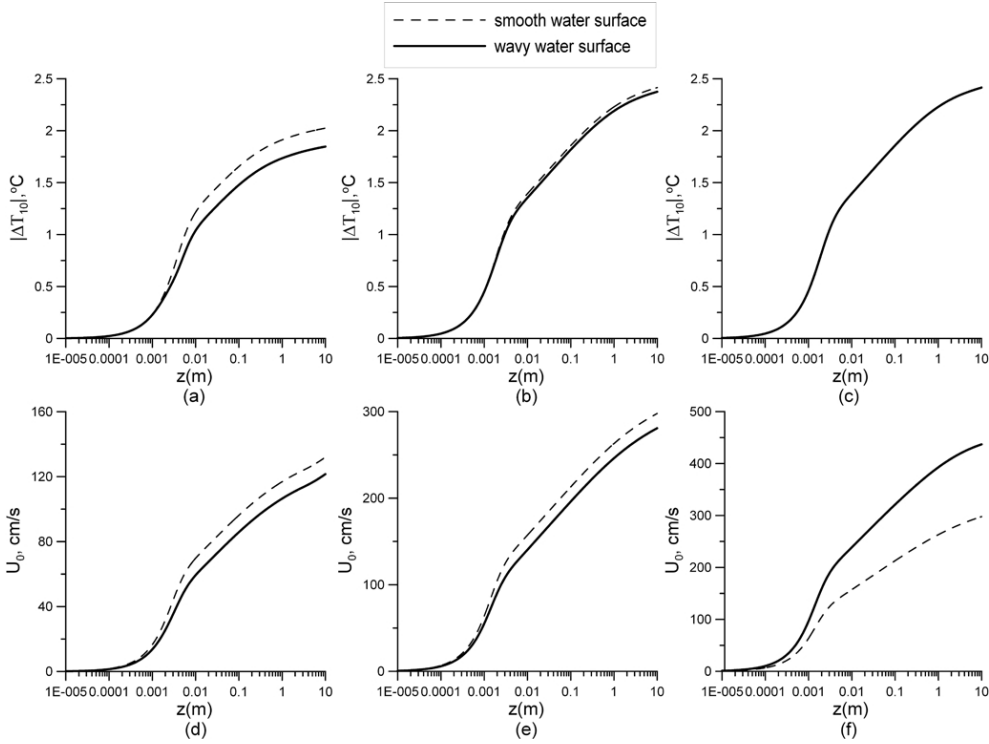 smooth water surface
wavy water surface
2.5 2.5 2.5
2 2 2
1.5 1.5 1.5
1 1 1
0.5 0.5 0.5
0 0 0
|ΔT10|,°C |ΔT10|,°C |ΔT10|,°C
1E-005 0.0001 0.001 0.01 0.1 1 10 1E-005 0.0001 0.001 0.01 0.1 1 10 1E-005 0.0001 0.001 0.01 0.1 1 10
z(m) z(m) z(m)
(a) (b) (c)
160 300 500
400
120
200 300
80
200
100
40
100
0 0 0
U0, cm/s U0, cm/s U0, cm/s
1E-005 0.0001 0.001 0.01 0.1 1 10 1E-005 0.0001 0.001 0.01 0.1 1 10 1E-005 0.0001 0.001 0.01 0.1 1 10
z(m) z(m) z(m)
(d) (e) (f)